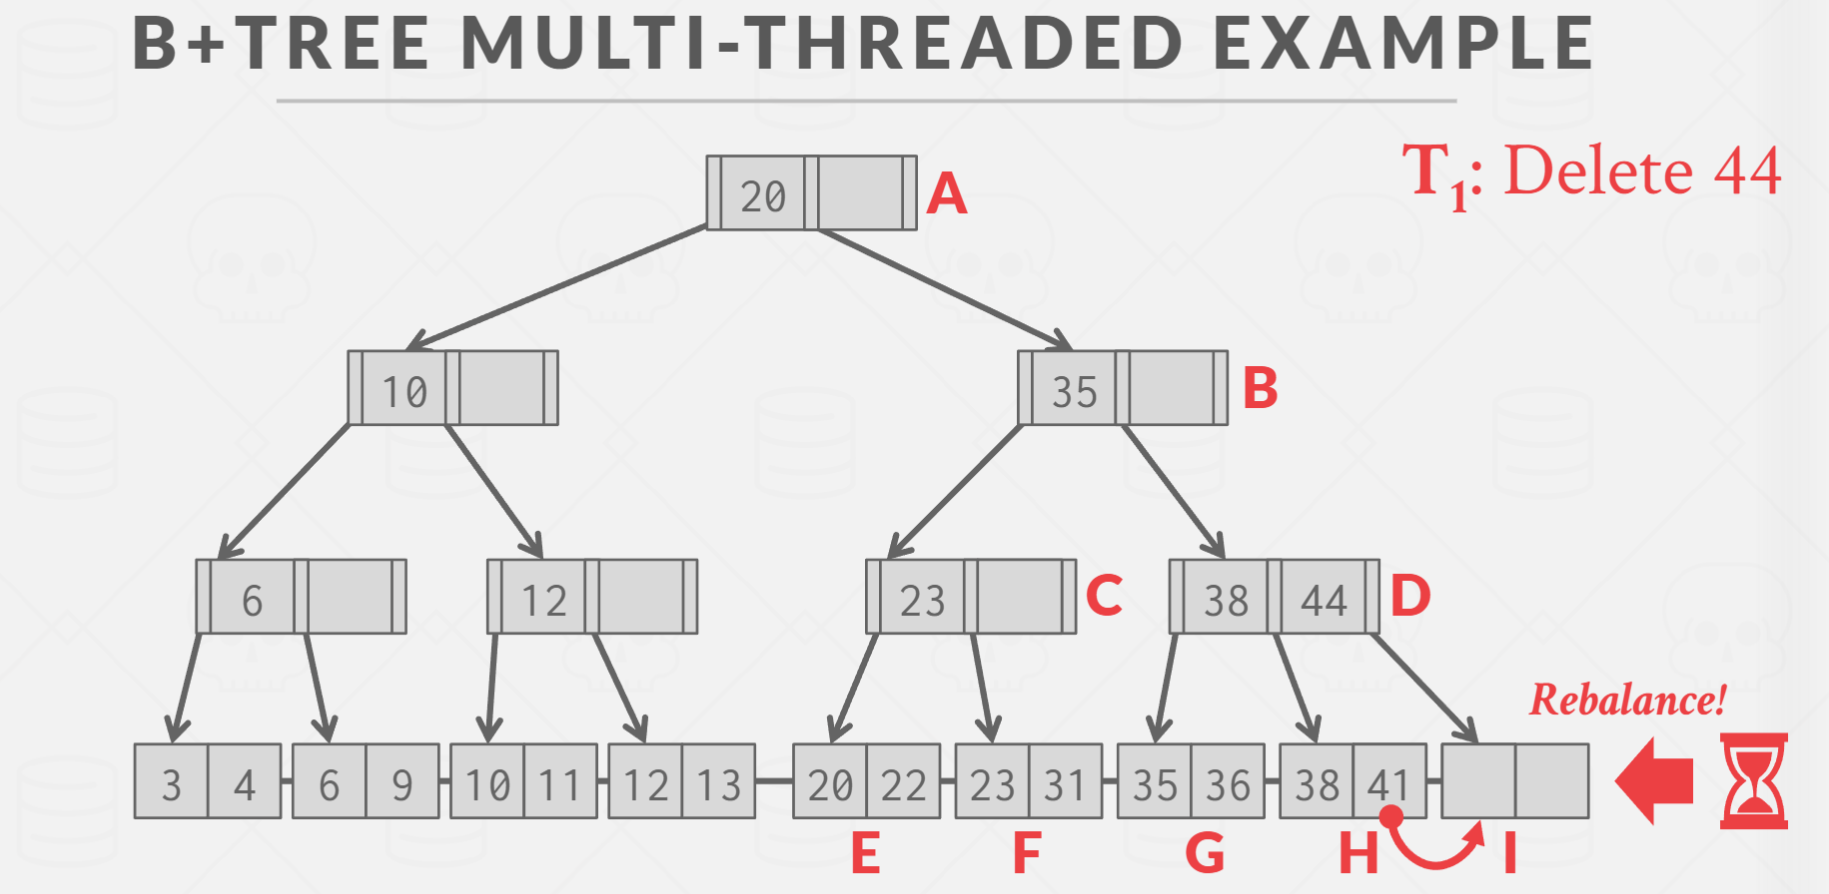 B+TREE MULTI-THREADED EXAMPLE
T1: Delete 44
20 A
10
35 B
6
12
23 C
38 44 D
Rebalance!
3 4 6 9 10 11 12 13 20 22 23 31 35 36 38 41
E F G H I